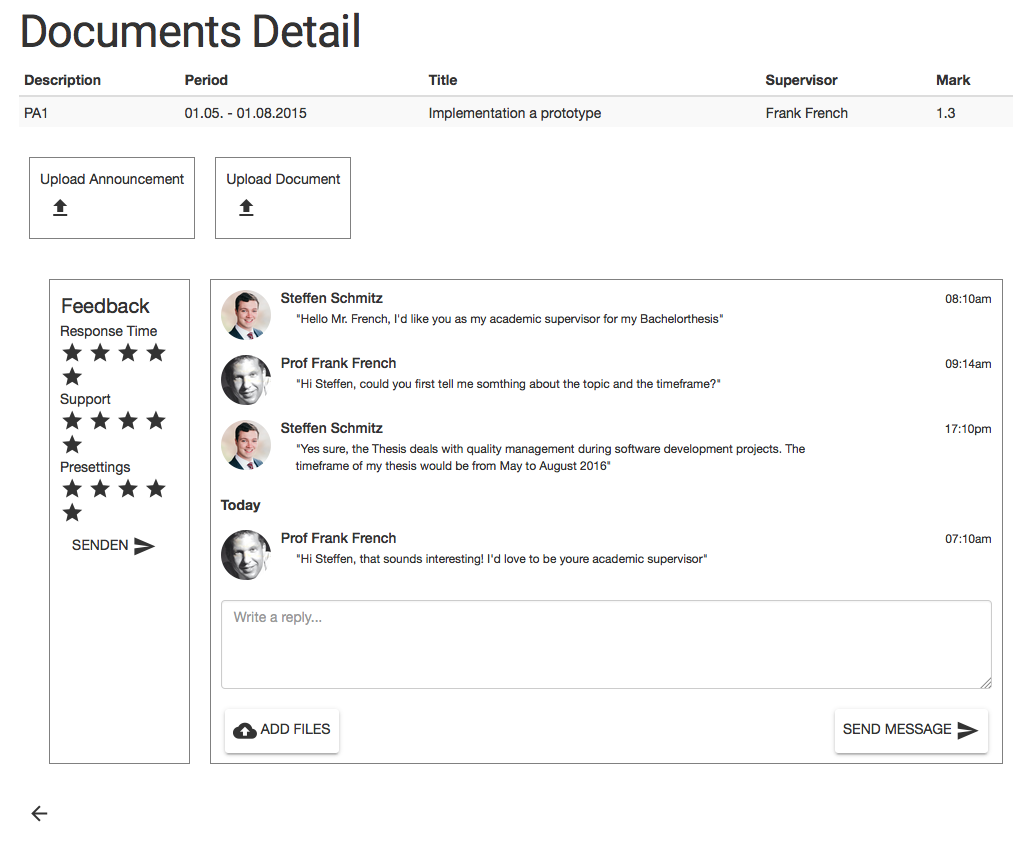 Documents Detail
Description Period Title Supervisor Mark
PA1 01.05. - 01.08.2015 Implementation a prototype Frank French 1.3
Upload Announcement
Upload Document
Feedback
Response Time
Support
Presettings
SENDEN
Steffen Schmitz 08:10am
"Hello Mr. French, I'd like you as my academic supervisor for my Bachelorthesis"
Prof Frank French 09:14am
"Hi Steffen, could you first tell me somthing about the topic and the timeframe?"
Steffen Schmitz 17:10pm
"Yes sure, the Thesis deals with quality management during software development projects. The
timeframe of my thesis would be from May to August 2016"
Today
Prof Frank French 07:10am
"Hi Steffen, that sounds interesting! I'd love to be youre academic supervisor"
Write a reply...
ADD FILES
SEND MESSAGE